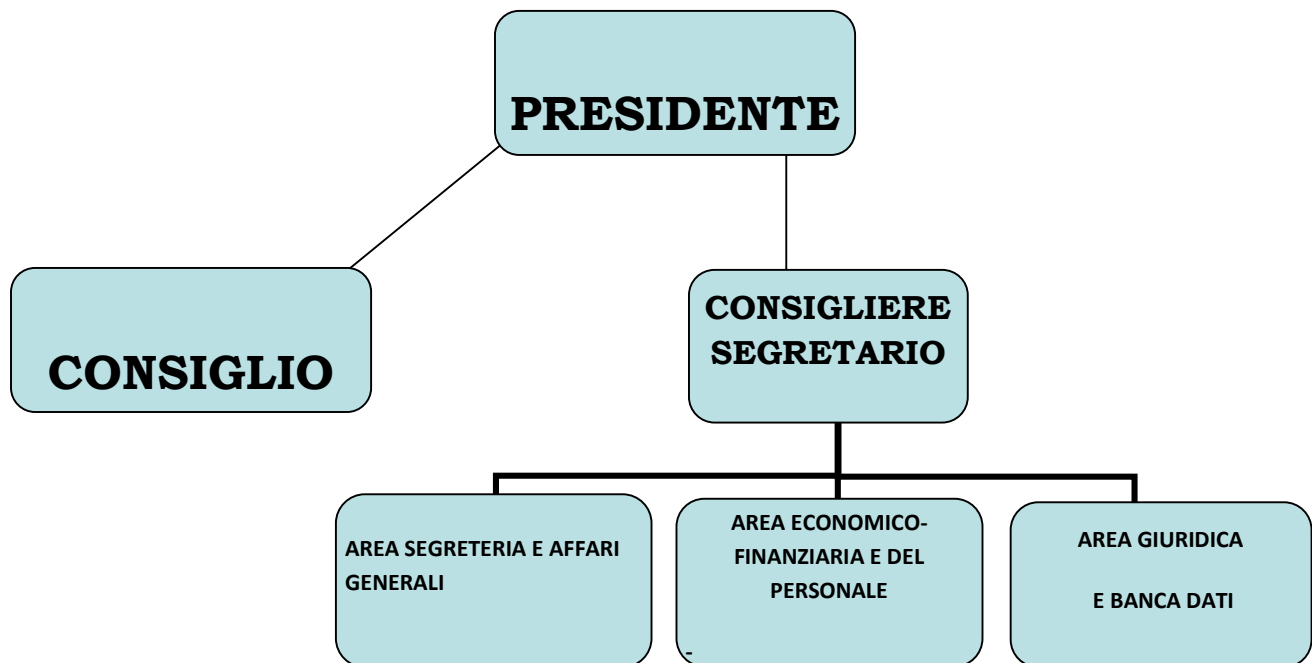 PRESIDENTE
CONSIGLIO
CONSIGLIERE
SEGRETARIO
AREA SEGRETERIA E AFFARI
GENERALI
AREA ECONOMICO-
FINANZIARIA E DEL
PERSONALE
-
AREA GIURIDICA
E BANCA DATI